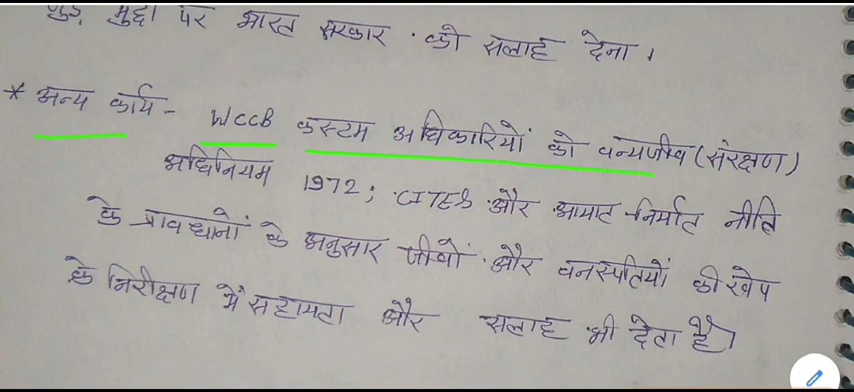 जुड़े मुद्दों पर भारत सरकार को सलाह देना।
* अन्य कार्य - WCCB कस्टम अधिकारियों को वन्यजीव (संरक्षण)
अधिनियम 1972; CITES और आयात निर्यात नीति
के प्रावधानों के अनुसार जीवों और वनस्पतियों की खेप
के निरीक्षण में सहायता और सलाह भी देता है।